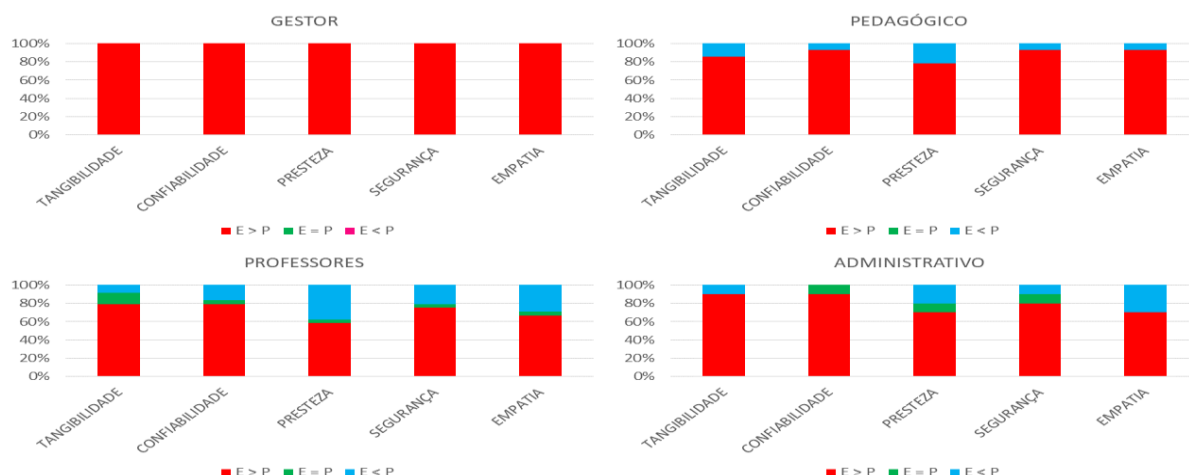 GESTOR
100%
80%
60%
40%
20%
0%
TANGIBILIDADE
CONFIABILIDADE
PRESTEZA
SEGURANÇA
EMPATIA
E > P E = P E < P
PEDAGÓGICO
100%
80%
60%
40%
20%
0%
TANGIBILIDADE
CONFIABILIDADE
PRESTEZA
SEGURANÇA
EMPATIA
E > P E = P E < P
PROFESSORES
100%
80%
60%
40%
20%
0%
TANGIBILIDADE
CONFIABILIDADE
PRESTEZA
SEGURANÇA
EMPATIA
E > P E = P E < P
ADMINISTRATIVO
100%
80%
60%
40%
20%
0%
TANGIBILIDADE
CONFIABILIDADE
PRESTEZA
SEGURANÇA
EMPATIA
E > P E = P E < P